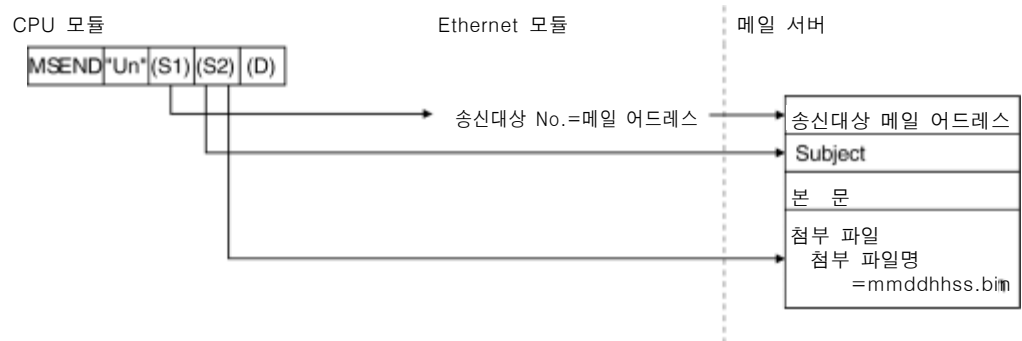 CPU 모듈
Ethernet 모듈
메일 서버
MSEND "Un" (S1) (S2) (D)
송신대상 No.=메일 어드레스
송신대상 메일 어드레스
Subject
본 문
첨부 파일
첨부 파일명
=mmddhhss.bin